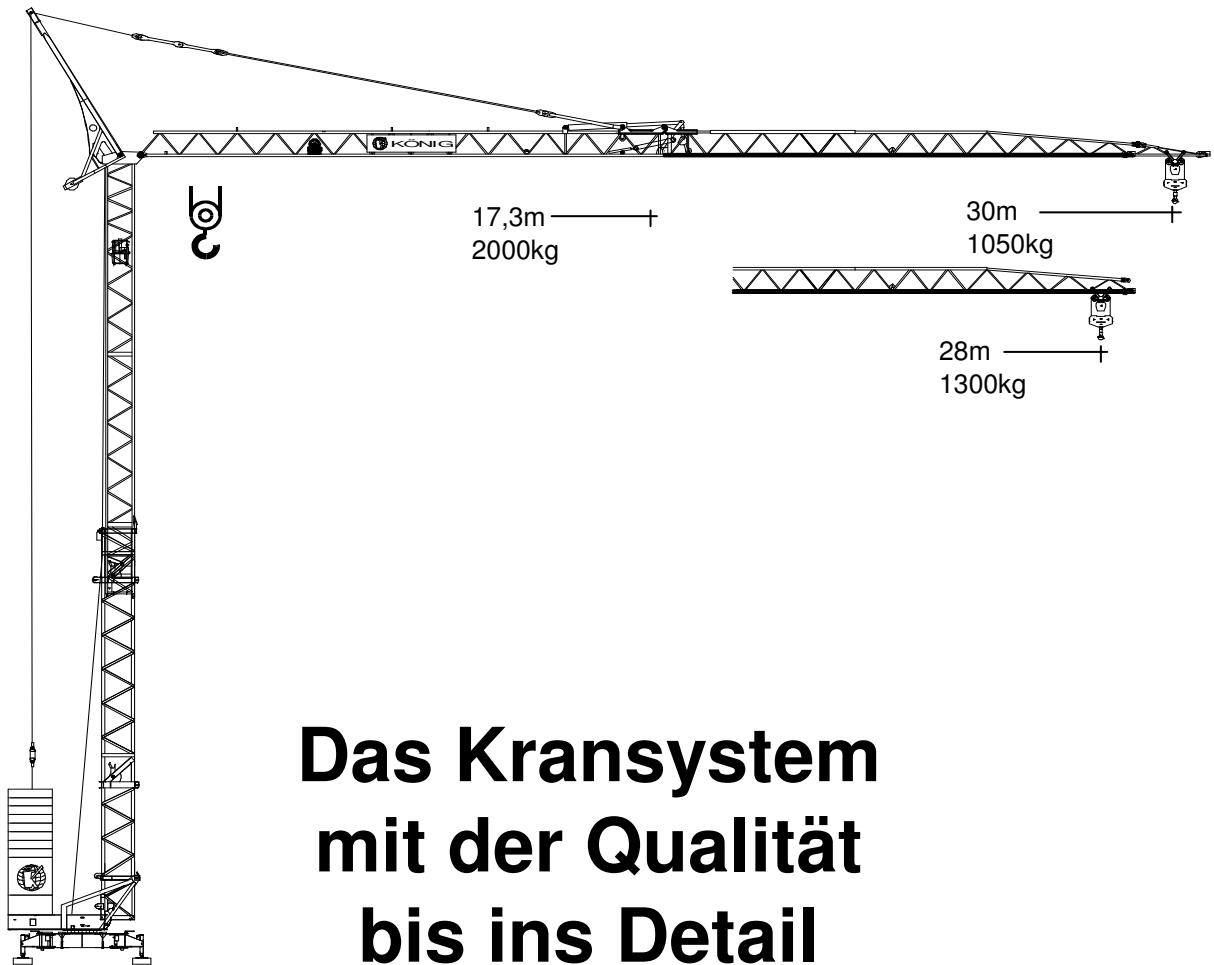 KÖNIG
17,3m
2000kg
30m
1050kg
28m
1300kg
Das Kransystem
mit der Qualität
bis ins Detail